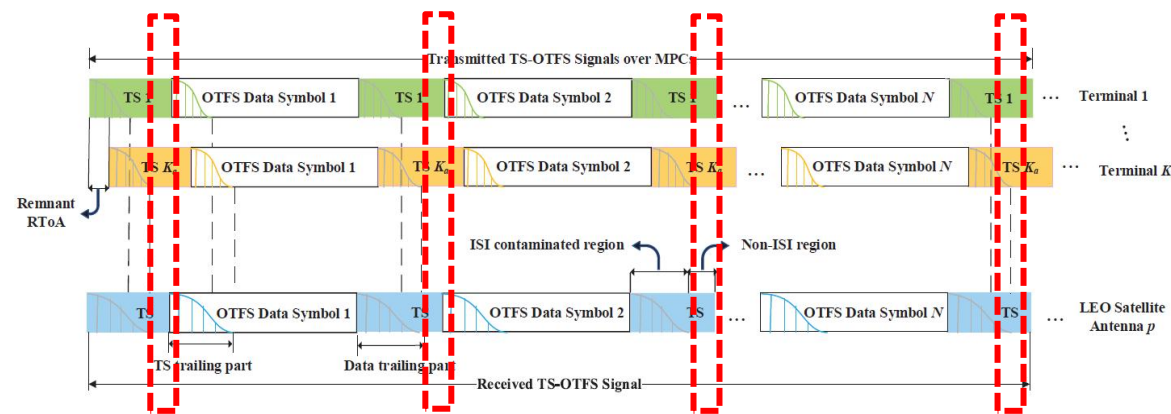 Transmitted TS-OTFS Signals over MPCs
TS 1 OTFS Data Symbol 1 TS 1 OTFS Data Symbol 2 TS 1 ... OTFS Data Symbol N TS 1 ... Terminal 1
⋮
TS Kₐ OTFS Data Symbol 1 TS Kₐ OTFS Data Symbol 2 TS Kₐ ... OTFS Data Symbol N TS Kₐ ... Terminal K
Remnant
RToA
ISI contaminated region Non-ISI region
TS OTFS Data Symbol 1 TS OTFS Data Symbol 2 TS ... OTFS Data Symbol N TS ... LEO Satellite
Antenna p
TS trailing part Data trailing part
Received TS-OTFS Signal